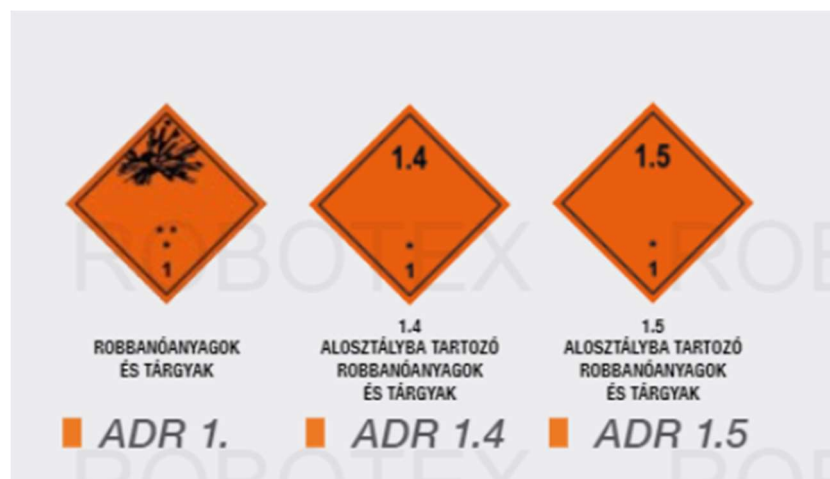 1.4
1.5
**
*
1
*
1
*
1
ROBBANÓANYAGOK
ÉS TÁRGYAK
1.4
ALOSZTÁLYBA TARTOZÓ
ROBBANÓANYAGOK
ÉS TÁRGYAK
1.5
ALOSZTÁLYBA TARTOZÓ
ROBBANÓANYAGOK
ÉS TÁRGYAK
ADR 1.
ADR 1.4
ADR 1.5
ROBOTEX